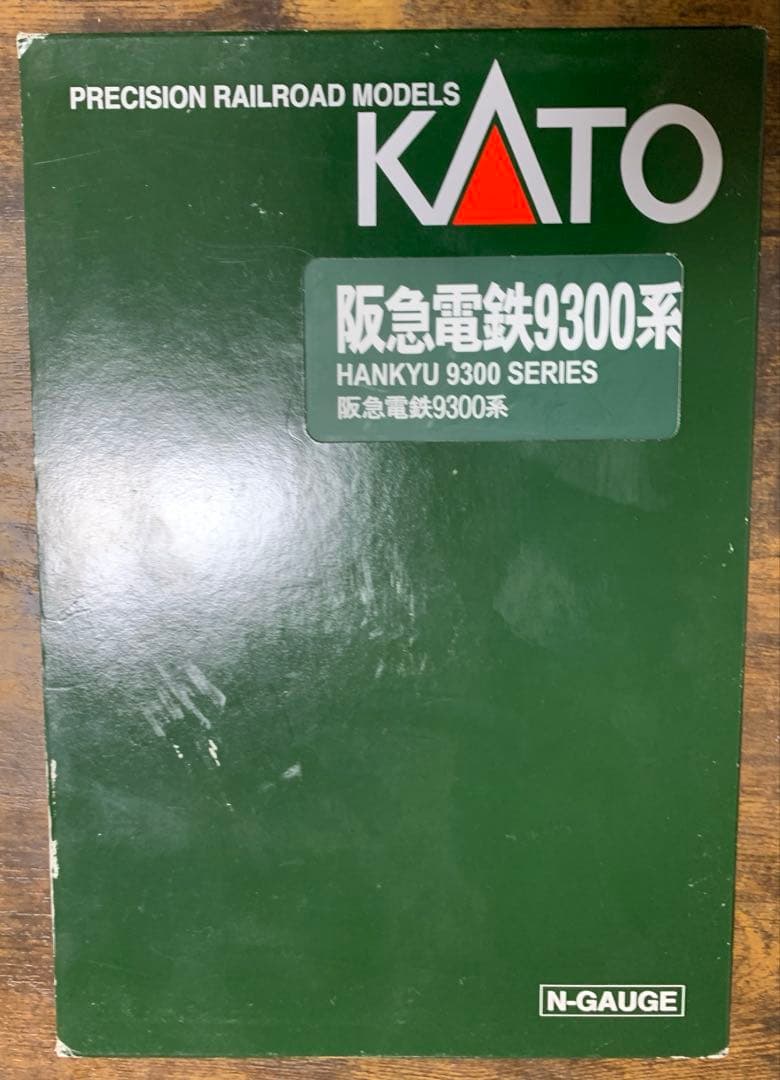 PRECISION RAILROAD MODELS
KATO
阪急電鉄9300系
HANKYU 9300 SERIES
阪急電鉄9300系
N-GAUGE